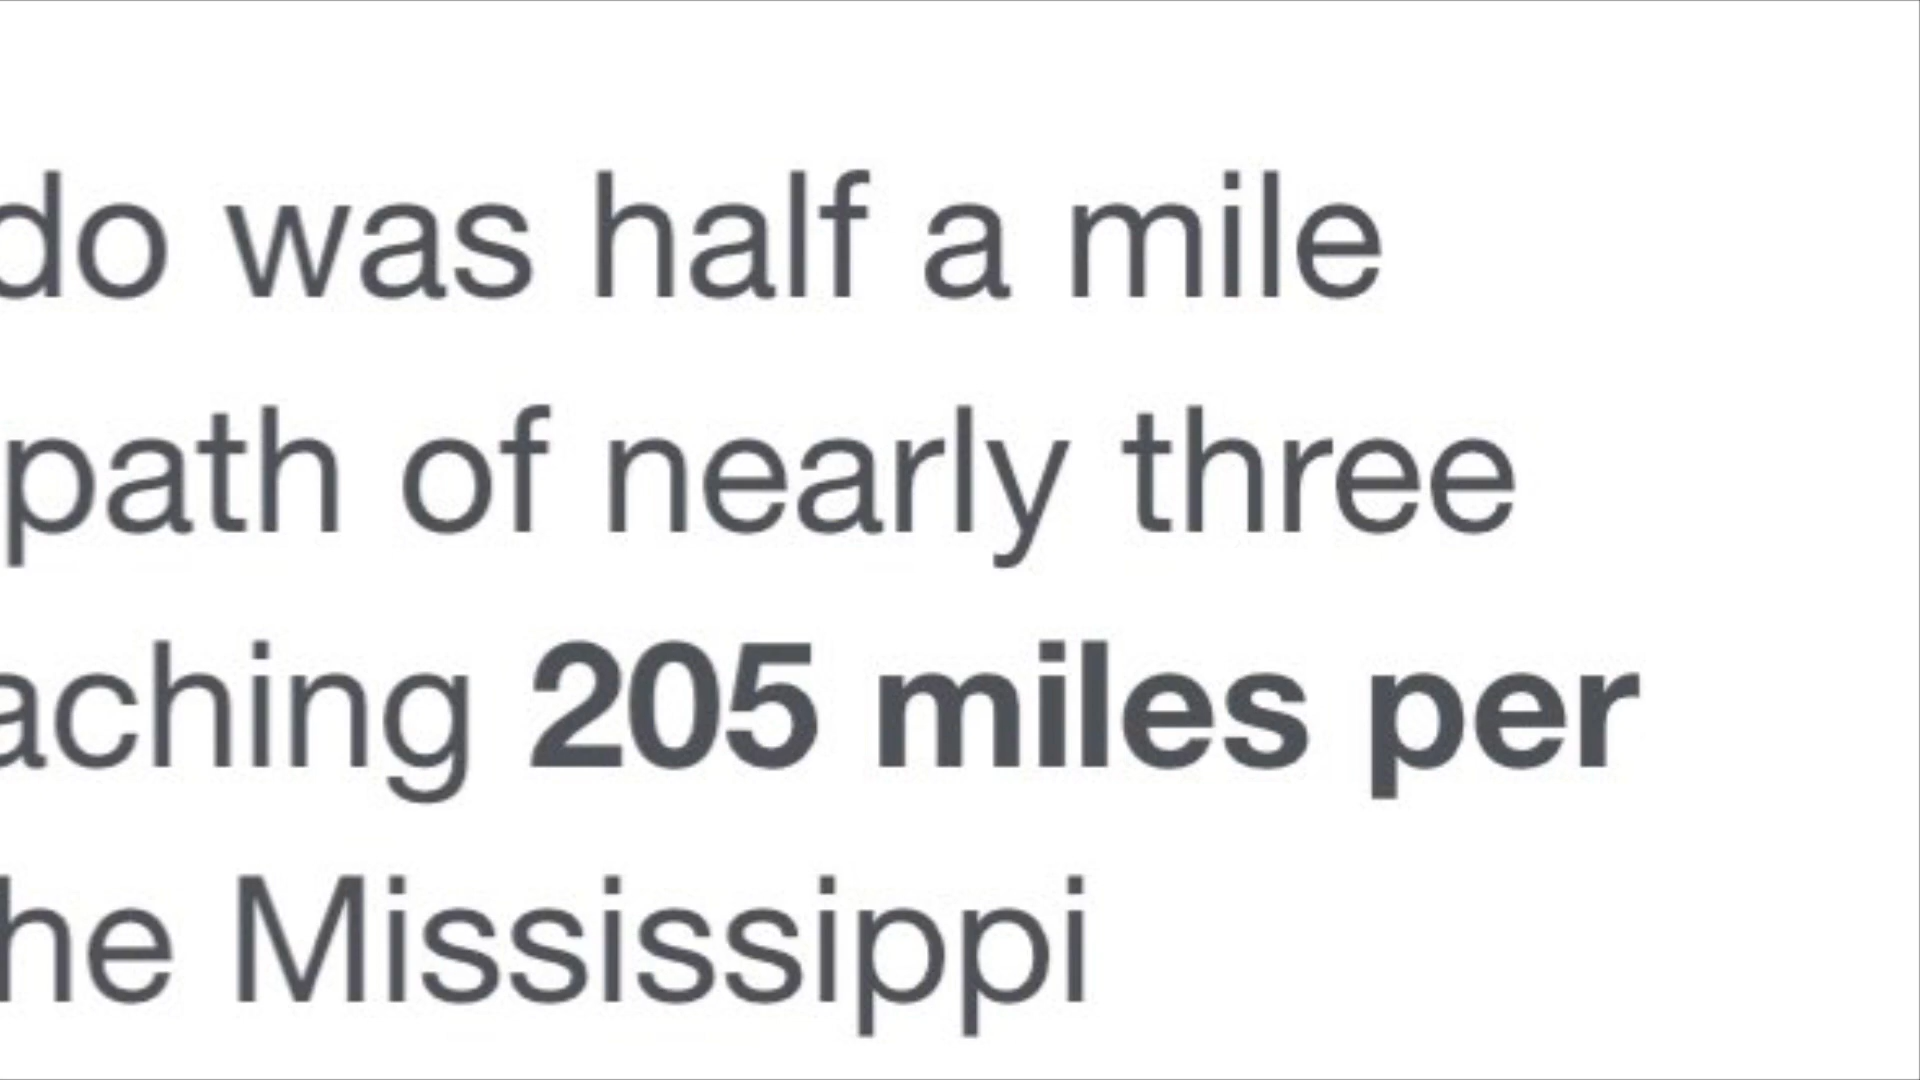 do was half a mile
path of nearly three
aching 205 miles per
he Mississippi